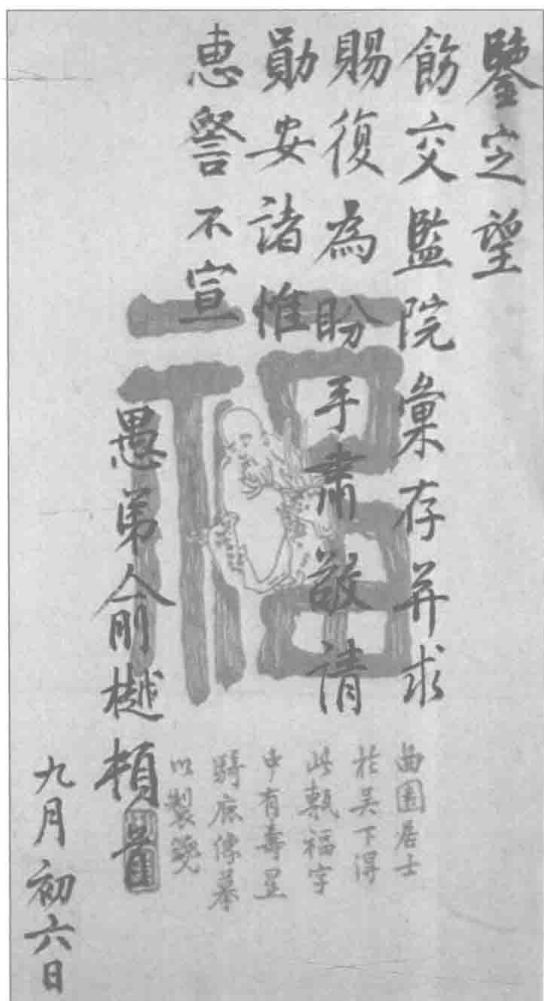 鑒定望
飭交監院彙存并求
賜復為盼手肅敬請
勛安諸惟
惠詧不宣
愚弟俞樾頓首
九月初六日
福
曲園居士
於吳下得
此甎福字
中有壽星
騎鹿像摹
以製箋